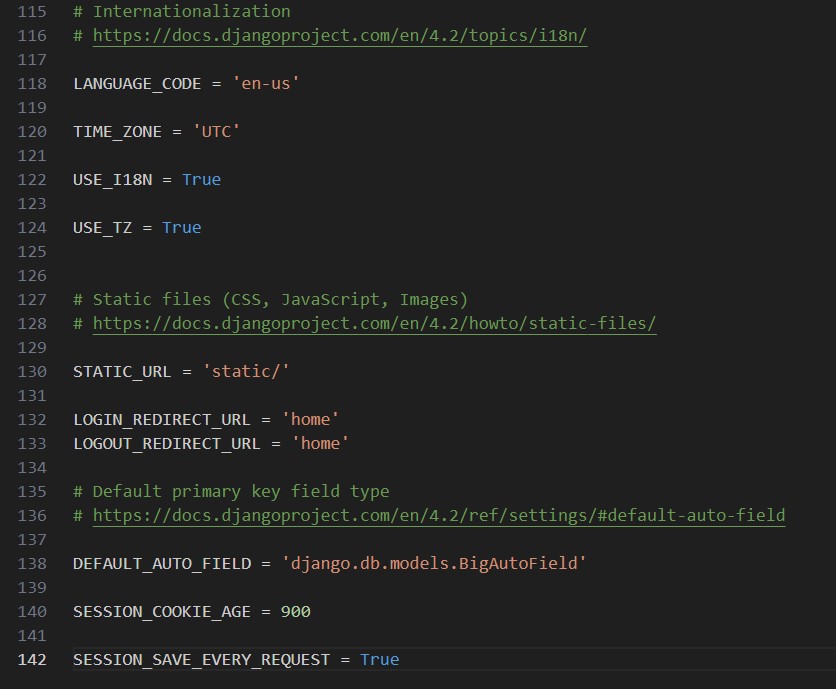 115 # Internationalization
116 # https://docs.djangoproject.com/en/4.2/topics/i18n/
117
118 LANGUAGE_CODE = 'en-us'
119
120 TIME_ZONE = 'UTC'
121
122 USE_I18N = True
123
124 USE_TZ = True
125
126
127 # Static files (CSS, JavaScript, Images)
128 # https://docs.djangoproject.com/en/4.2/howto/static-files/
129
130 STATIC_URL = 'static/'
131
132 LOGIN_REDIRECT_URL = 'home'
133 LOGOUT_REDIRECT_URL = 'home'
134
135 # Default primary key field type
136 # https://docs.djangoproject.com/en/4.2/ref/settings/#default-auto-field
137
138 DEFAULT_AUTO_FIELD = 'django.db.models.BigAutoField'
139
140 SESSION_COOKIE_AGE = 900
141
142 SESSION_SAVE_EVERY_REQUEST = True